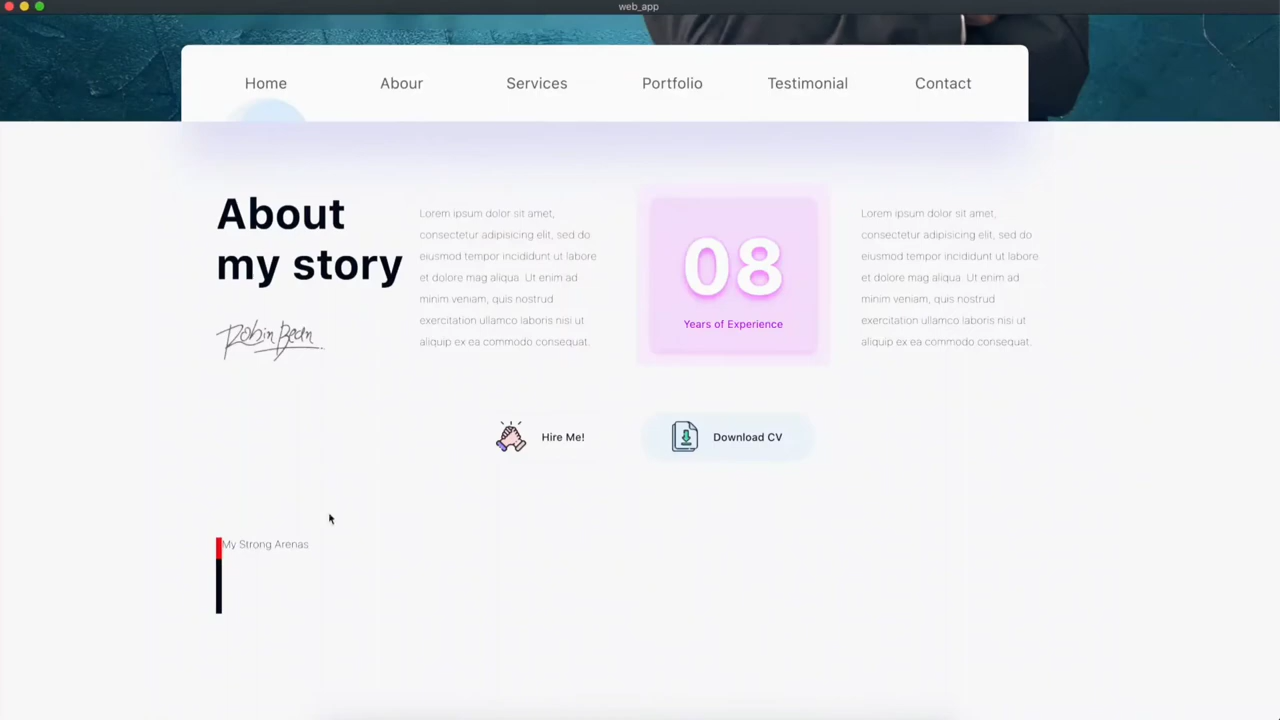 web_app
Home
Abour
Services
Portfolio
Testimonial
Contact
About
my story
Robin Bean
Lorem ipsum dolor sit amet,
consectetur adipisicing elit, sed do
eiusmod tempor incididunt ut labore
et dolore mag aliqua. Ut enim ad
minim veniam, quis nostrud
exercitation ullamco laboris nisi ut
aliquip ex ea commodo consequat.
08
Years of Experience
Lorem ipsum dolor sit amet,
consectetur adipisicing elit, sed do
eiusmod tempor incididunt ut labore
et dolore mag aliqua. Ut enim ad
minim veniam, quis nostrud
exercitation ullamco laboris nisi ut
aliquip ex ea commodo consequat.
Hire Me!
Download CV
My Strong Arenas